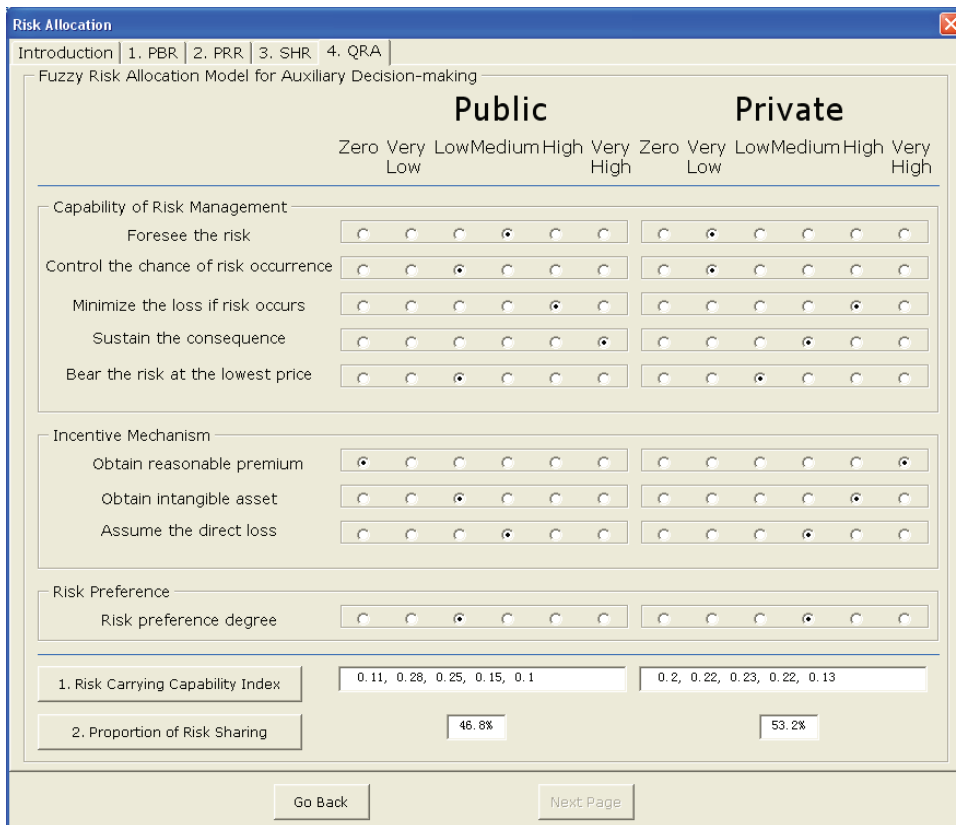 Risk Allocation
Introduction 1. PBR 2. PRR 3. SHR 4. QRA
Fuzzy Risk Allocation Model for Auxiliary Decision-making
Public Private
Zero Very Low Low Medium High Very High Zero Very Low Low Medium High Very High
Capability of Risk Management
Foresee the risk
Control the chance of risk occurrence
Minimize the loss if risk occurs
Sustain the consequence
Bear the risk at the lowest price
Incentive Mechanism
Obtain reasonable premium
Obtain intangible asset
Assume the direct loss
Risk Preference
Risk preference degree
1. Risk Carrying Capability Index 0.11, 0.28, 0.25, 0.15, 0.1 0.2, 0.22, 0.23, 0.22, 0.13
2. Proportion of Risk Sharing 46.8% 53.2%
Go Back Next Page